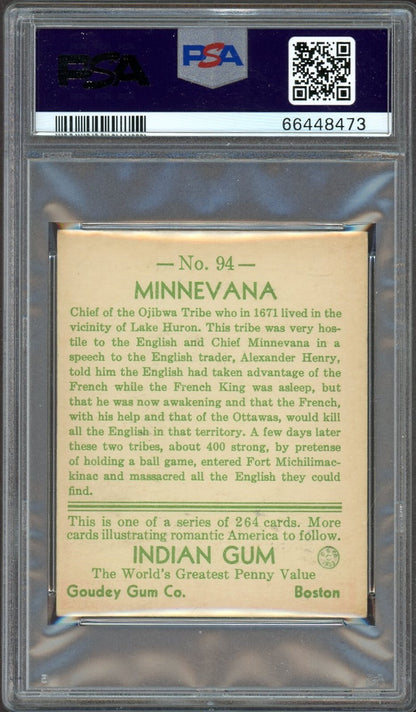 PSA PSA
66448473
— No. 94 —
MINNEVANA
Chief of the Ojibwa Tribe who in 1671 lived in the
vicinity of Lake Huron. This tribe was very hos-
tile to the English and Chief Minnevana in a
speech to the English trader, Alexander Henry,
told him the English had taken advantage of the
French while the French King was asleep, but
that he was now awakening and that the French,
with his help and that of the Ottawas, would kill
all the English in that territory. A few days later
these two tribes, about 400 strong, by pretense
of holding a ball game, entered Fort Michilimac-
kinac and massacred all the English they could
find.
This is one of a series of 264 cards. More
cards illustrating romantic America to follow.
INDIAN GUM
The World's Greatest Penny Value
Goudey Gum Co. Boston